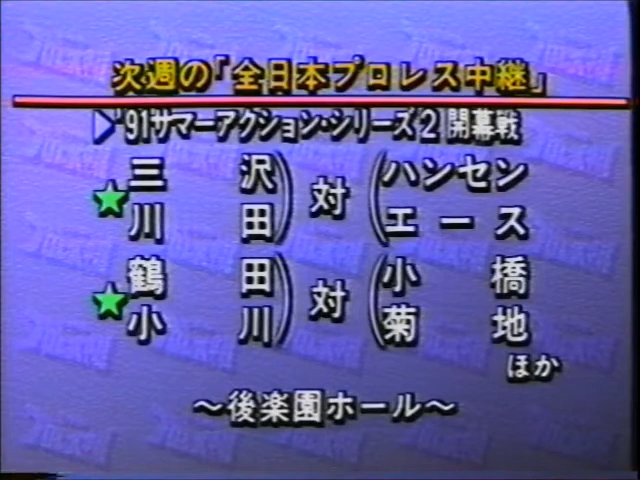 次週の「全日本プロレス中継」
▶'91サマーアクション・シリーズ2 開幕戦
★三沢 川田 対 ハンセン エース
★鶴田 小川 対 小橋 菊地
ほか
〜後楽園ホール〜